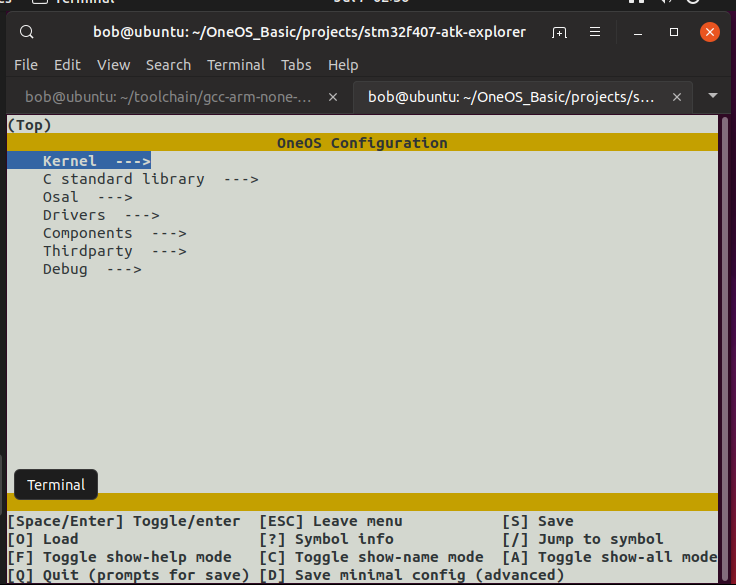 Terminal
bob@ubuntu: ~/OneOS_Basic/projects/stm32f407-atk-explorer
File Edit View Search Terminal Tabs Help
bob@ubuntu: ~/toolchain/gcc-arm-none-... × bob@ubuntu: ~/OneOS_Basic/projects/s... ×
(Top)
OneOS Configuration
Kernel --->
C standard library --->
Osal --->
Drivers --->
Components --->
Thirdparty --->
Debug --->
Terminal
[Space/Enter] Toggle/enter [ESC] Leave menu [S] Save
[O] Load [?] Symbol info [/] Jump to symbol
[F] Toggle show-help mode [C] Toggle show-name mode [A] Toggle show-all mode
[Q] Quit (prompts for save) [D] Save minimal config (advanced)